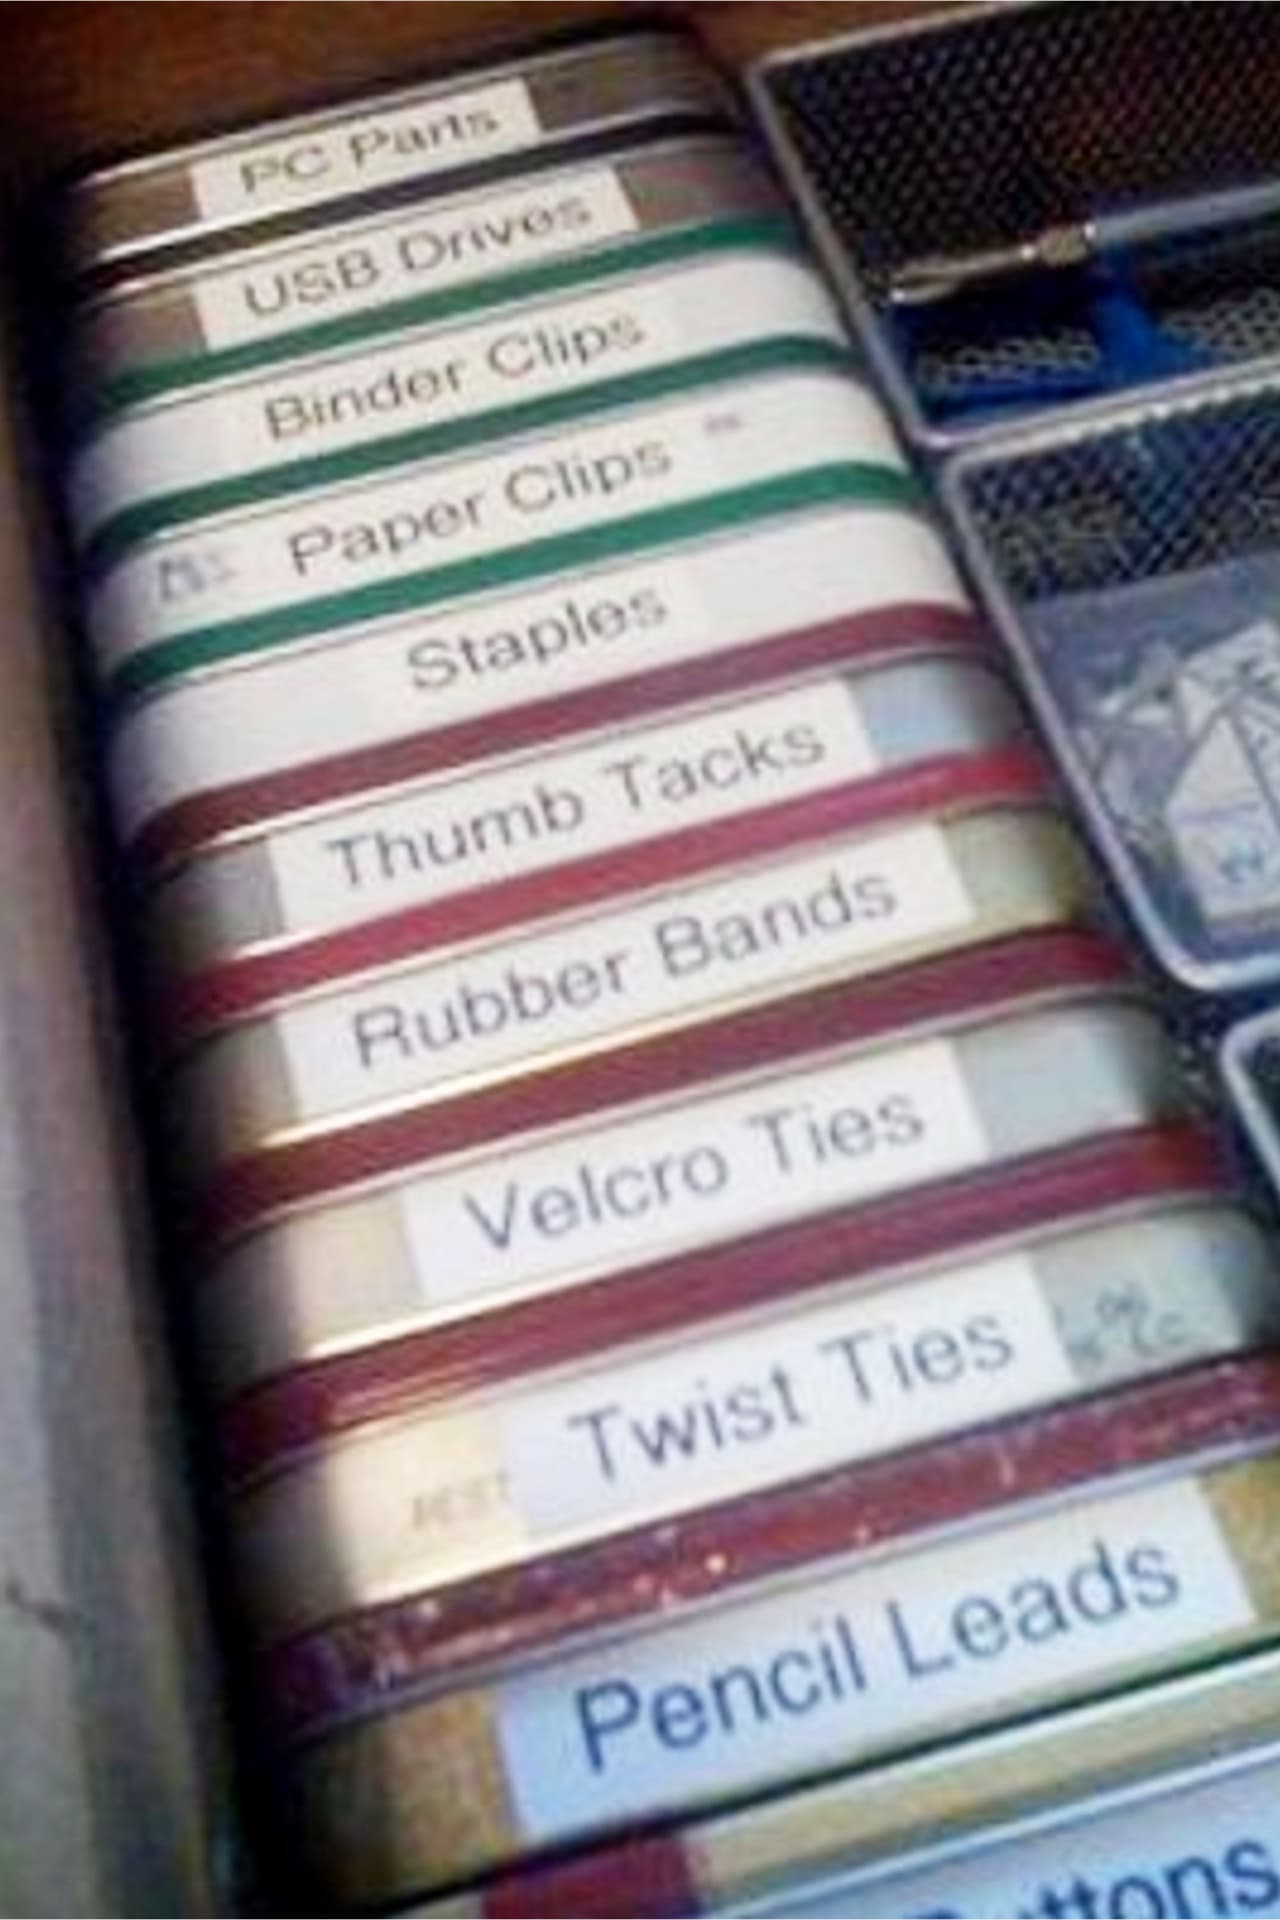 PC Parts
USB Drives
Binder Clips
Paper Clips
Staples
Thumb Tacks
Rubber Bands
Velcro Ties
Twist Ties
Pencil Leads
Buttons